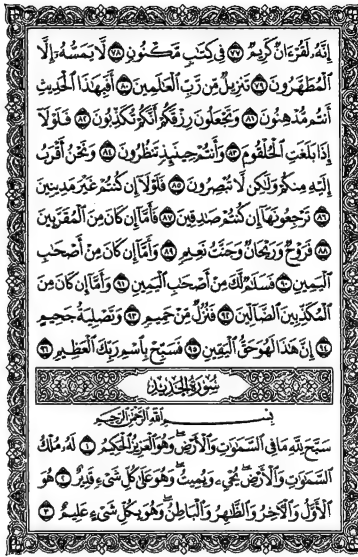 إِنَّهُۥ لَقُرْءَانٌ كَرِيمٌ ٧٧ فِى كِتَٰبٍ مَّكْنُونٍ ٧٨ لَّا يَمَسُّهُۥٓ إِلَّا
ٱلْمُطَهَّرُونَ ٧٩ تَنزِيلٌ مِّن رَّبِّ ٱلْعَٰلَمِينَ ٨٠ أَفَبِهَٰذَا ٱلْحَدِيثِ
أَنتُم مُّدْهِنُونَ ٨١ وَتَجْعَلُونَ رِزْقَكُمْ أَنَّكُمْ تُكَذِّبُونَ ٨٢ فَلَوْلَآ
إِذَا بَلَغَتِ ٱلْحُلْقُومَ ٨٣ وَأَنتُمْ حِينَئِذٍ تَنظُرُونَ ٨٤ وَنَحْنُ أَقْرَبُ
إِلَيْهِ مِنكُمْ وَلَٰكِن لَّا تُبْصِرُونَ ٨٥ فَلَوْلَآ إِن كُنتُمْ غَيْرَ مَدِينِينَ
٨٦ تَرْجِعُونَهَآ إِن كُنتُمْ صَٰدِقِينَ ٨٧ فَأَمَّآ إِن كَانَ مِنَ ٱلْمُقَرَّبِينَ
٨٨ فَرَوْحٌ وَرَيْحَانٌ وَجَنَّتُ نَعِيمٍ ٨٩ وَأَمَّآ إِن كَانَ مِنْ أَصْحَٰبِ
ٱلْيَمِينِ ٩٠ فَسَلَٰمٌ لَّكَ مِنْ أَصْحَٰبِ ٱلْيَمِينِ ٩١ وَأَمَّآ إِن كَانَ مِنَ
ٱلْمُكَذِّبِينَ ٱلضَّآلِّينَ ٩٢ فَنُزُلٌ مِّنْ حَمِيمٍ ٩٣ وَتَصْلِيَةُ جَحِيمٍ
٩٤ إِنَّ هَٰذَا لَهُوَ حَقُّ ٱلْيَقِينِ ٩٥ فَسَبِّحْ بِٱسْمِ رَبِّكَ ٱلْعَظِيمِ ٩٦
سُورَةُ الحَدِيدِ
بِسْمِ ٱللَّهِ ٱلرَّحْمَٰنِ ٱلرَّحِيمِ
سَبَّحَ لِلَّهِ مَا فِى ٱلسَّمَٰوَٰتِ وَٱلْأَرْضِ ۖ وَهُوَ ٱلْعَزِيزُ ٱلْحَكِيمُ ١ لَهُۥ مُلْكُ
ٱلسَّمَٰوَٰتِ وَٱلْأَرْضِ ۖ يُحْىِۦ وَيُمِيتُ ۖ وَهُوَ عَلَىٰ كُلِّ شَىْءٍ قَدِيرٌ ٢ هُوَ
ٱلْأَوَّلُ وَٱلْءَاخِرُ وَٱلظَّٰهِرُ وَٱلْبَاطِنُ ۖ وَهُوَ بِكُلِّ شَىْءٍ عَلِيمٌ ٣